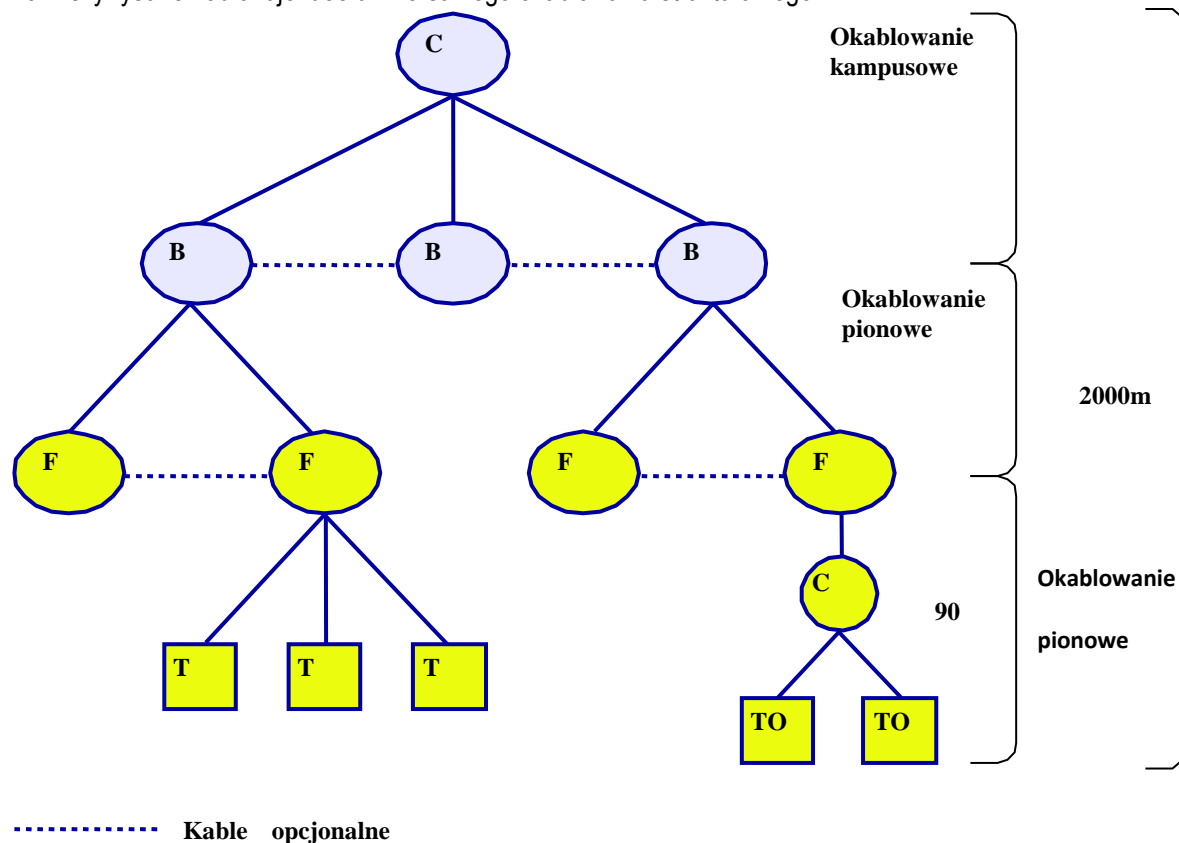 C
Okablowanie
kampusowe
B
B
B
Okablowanie
pionowe
2000m
F
F
F
F
C
90
Okablowanie
pionowe
T
T
T
TO
TO
Kable opcjonalne